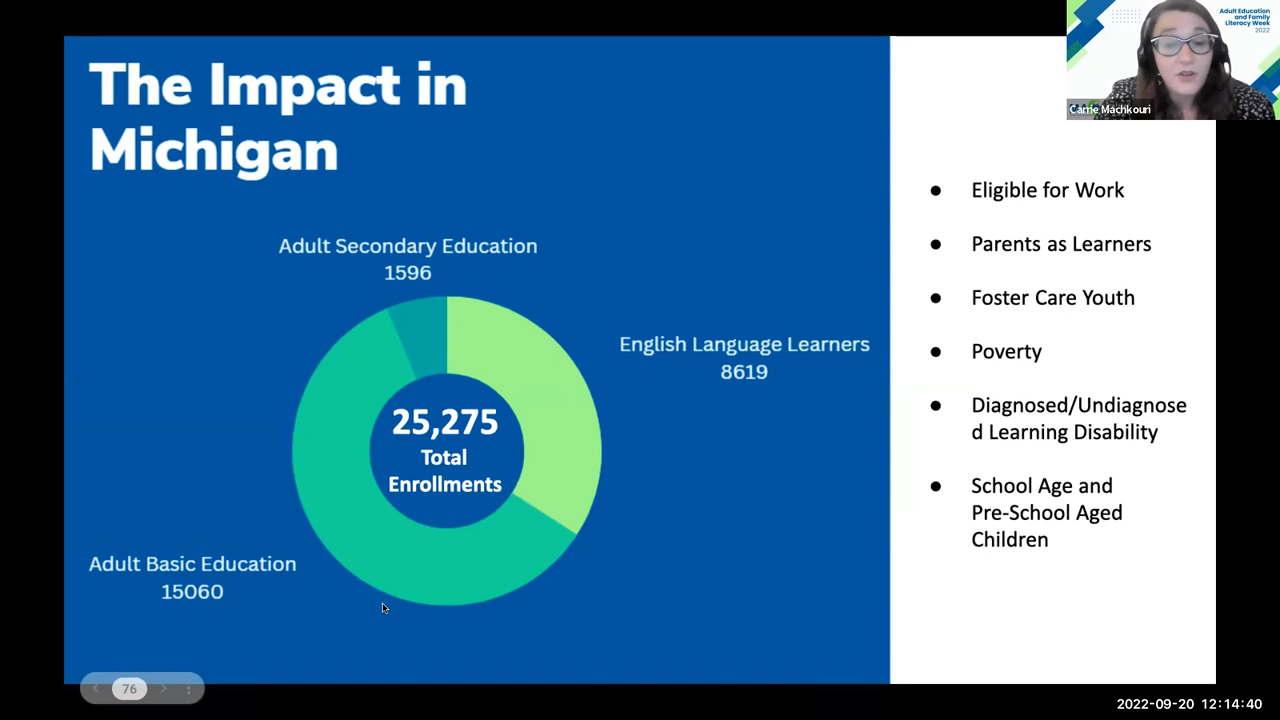 The Impact in
Michigan
Adult Secondary Education
1596
English Language Learners
8619
25,275
Total
Enrollments
Adult Basic Education
15060
● Eligible for Work
● Parents as Learners
● Foster Care Youth
● Poverty
● Diagnosed/Undiagnose
d Learning Disability
● School Age and
Pre-School Aged
Children
Adult Education
and Family
Literacy Week
2022
Carrie Machkouri
76
2022-09-20 12:14:40